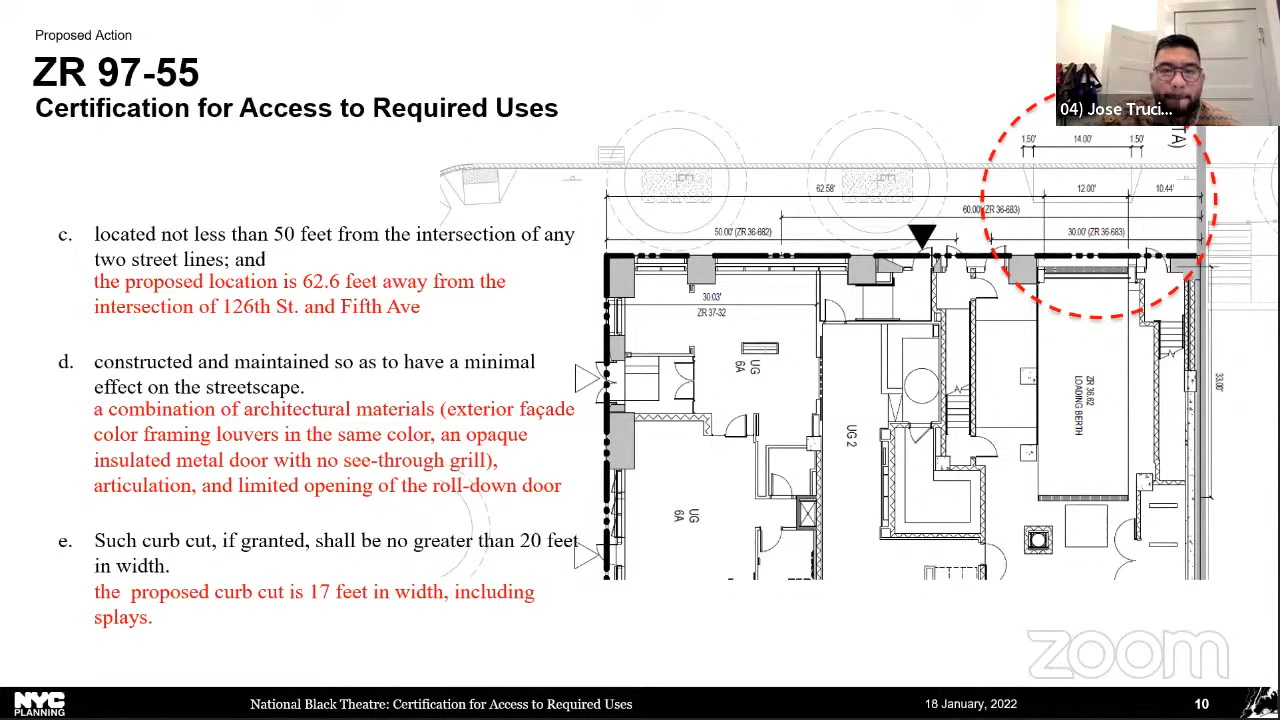 Proposed Action
ZR 97-55
Certification for Access to Required Uses
04) Jose Truci...
TA)
1.50'
14.00'
1.50'
62.58'
12.00'
10.44'
60.00' (ZR 36-683)
50.00' (ZR 36-682)
30.00' (ZR 36-683)
c. located not less than 50 feet from the intersection of any
two street lines; and
the proposed location is 62.6 feet away from the
intersection of 126th St. and Fifth Ave
d. constructed and maintained so as to have a minimal
effect on the streetscape.
a combination of architectural materials (exterior façade
color framing louvers in the same color, an opaque
insulated metal door with no see-through grill),
articulation, and limited opening of the roll-down door
e. Such curb cut, if granted, shall be no greater than 20 feet
in width.
the proposed curb cut is 17 feet in width, including
splays.
30.03'
ZR 37-32
UG
6A
UG 2
ZR 36.62
LOADING BERTH
33.00'
UG
6A
zoom
NYC
PLANNING
National Black Theatre: Certification for Access to Required Uses
18 January, 2022
10